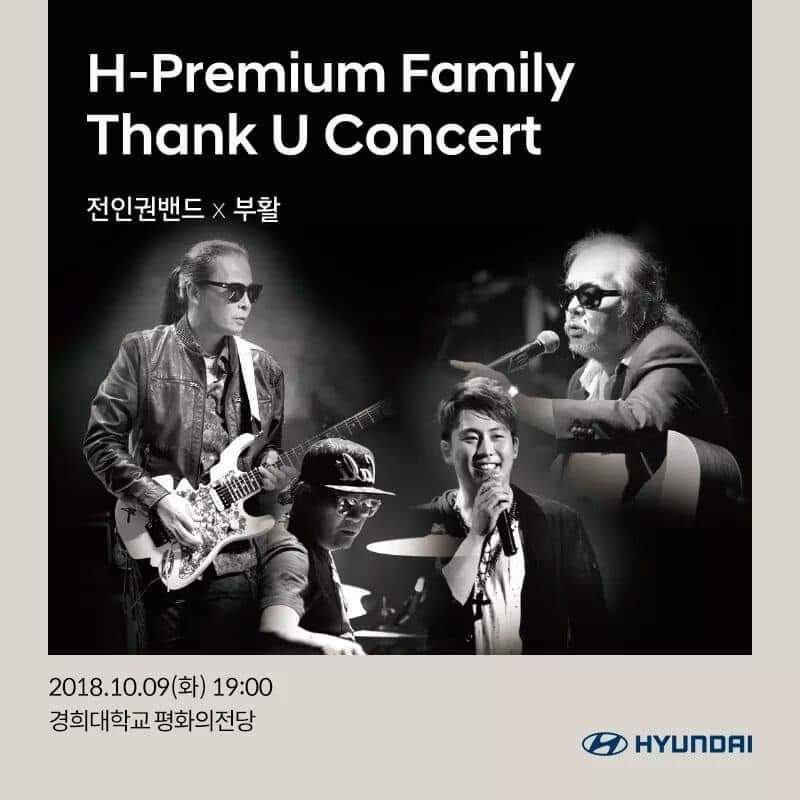 H-Premium Family
Thank U Concert
전인권밴드 x 부활
2018.10.09(화) 19:00
경희대학교 평화의전당
HYUNDAI